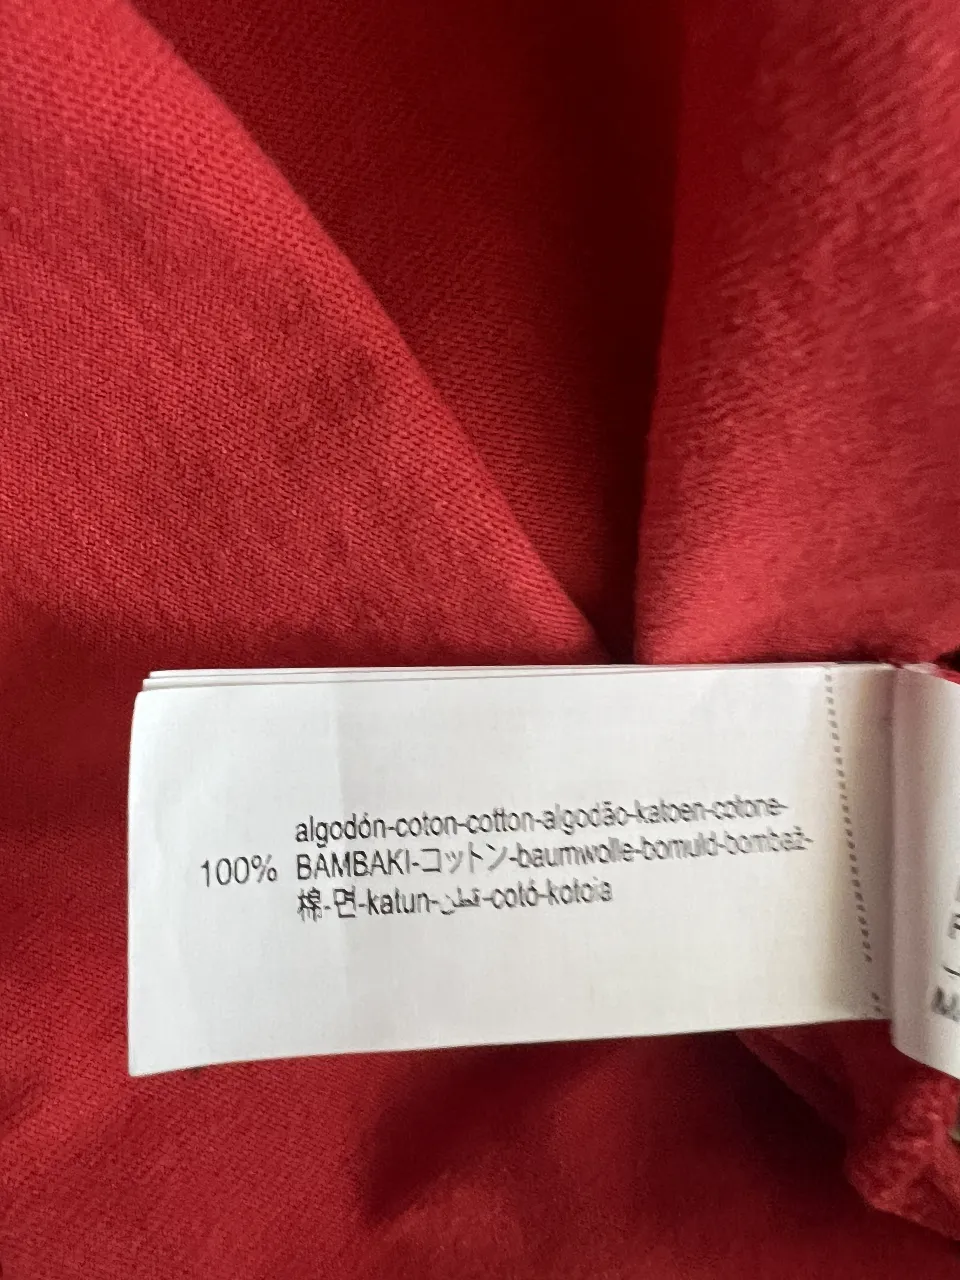 algodón-coton-cotton-algodão-katoen-cotone-
100% BAMBAKI-コットン-baumwolle-bomuld-bombaž-
棉-면-katun-قطن-cotó-kotoia